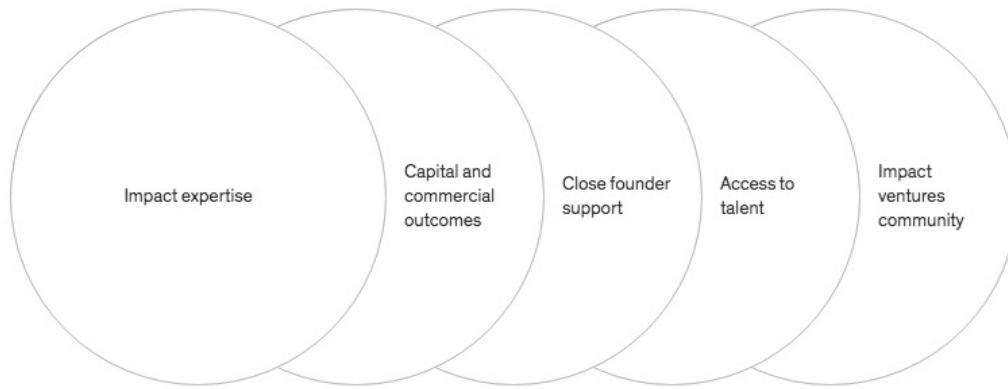 Impact expertise
Capital and
commercial
outcomes
Close founder
support
Access to
talent
Impact
ventures
community